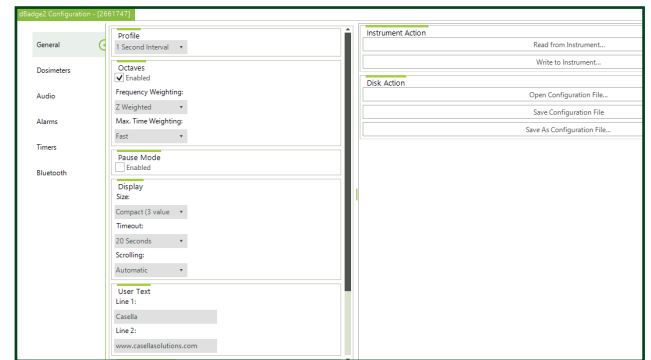 dBadge2 Configuration - [2661747]
General
Dosimeters
Audio
Alarms
Timers
Bluetooth
Profile
1 Second Interval
Octaves
Enabled
Frequency Weighting:
Z Weighted
Max. Time Weighting:
Fast
Pause Mode
Enabled
Display
Size:
Compact (3 value
Timeout:
20 Seconds
Scrolling:
Automatic
User Text
Line 1:
Casella
Line 2:
www.casellasolutions.com
Instrument Action
Read from Instrument...
Write to Instrument...
Disk Action
Open Configuration File...
Save Configuration File
Save As Configuration File...